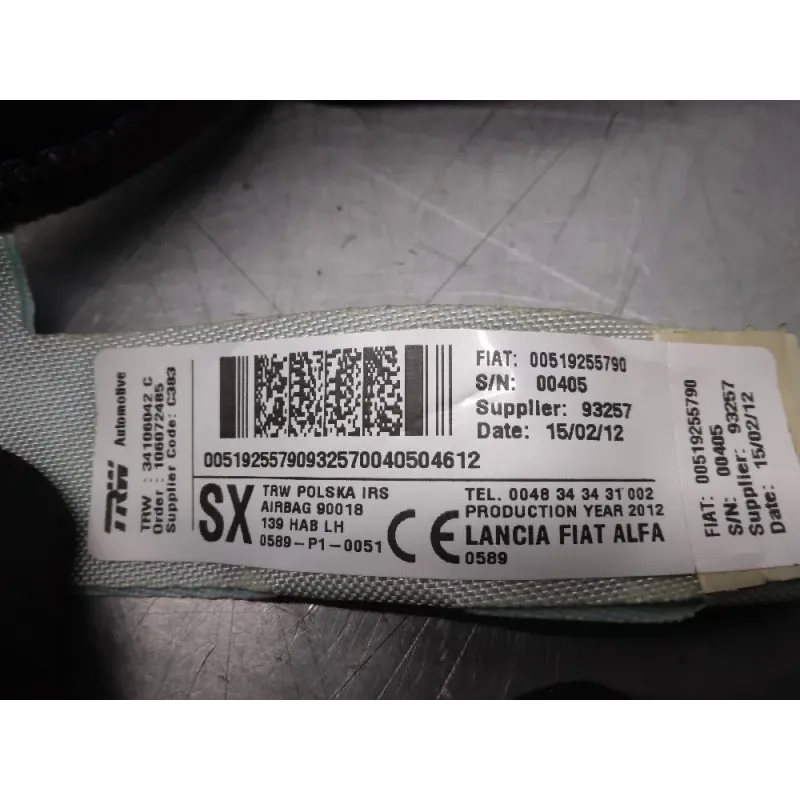 TRW Automotive
TRW : 34106042 C
Order : 106072485
Supplier Code: C383
FIAT: 00519255790
S/N: 00405
Supplier: 93257
Date: 15/02/12
00519255790932570040504612
SX
TRW POLSKA IRS
AIRBAG 90018
139 HAB LH
0589-P1-0051
CE
TEL. 0048 34 34 31 002
PRODUCTION YEAR 2012
LANCIA FIAT ALFA
0589
FIAT: 00519255790
S/N: 00405
Supplier: 93257
Date: 15/02/12